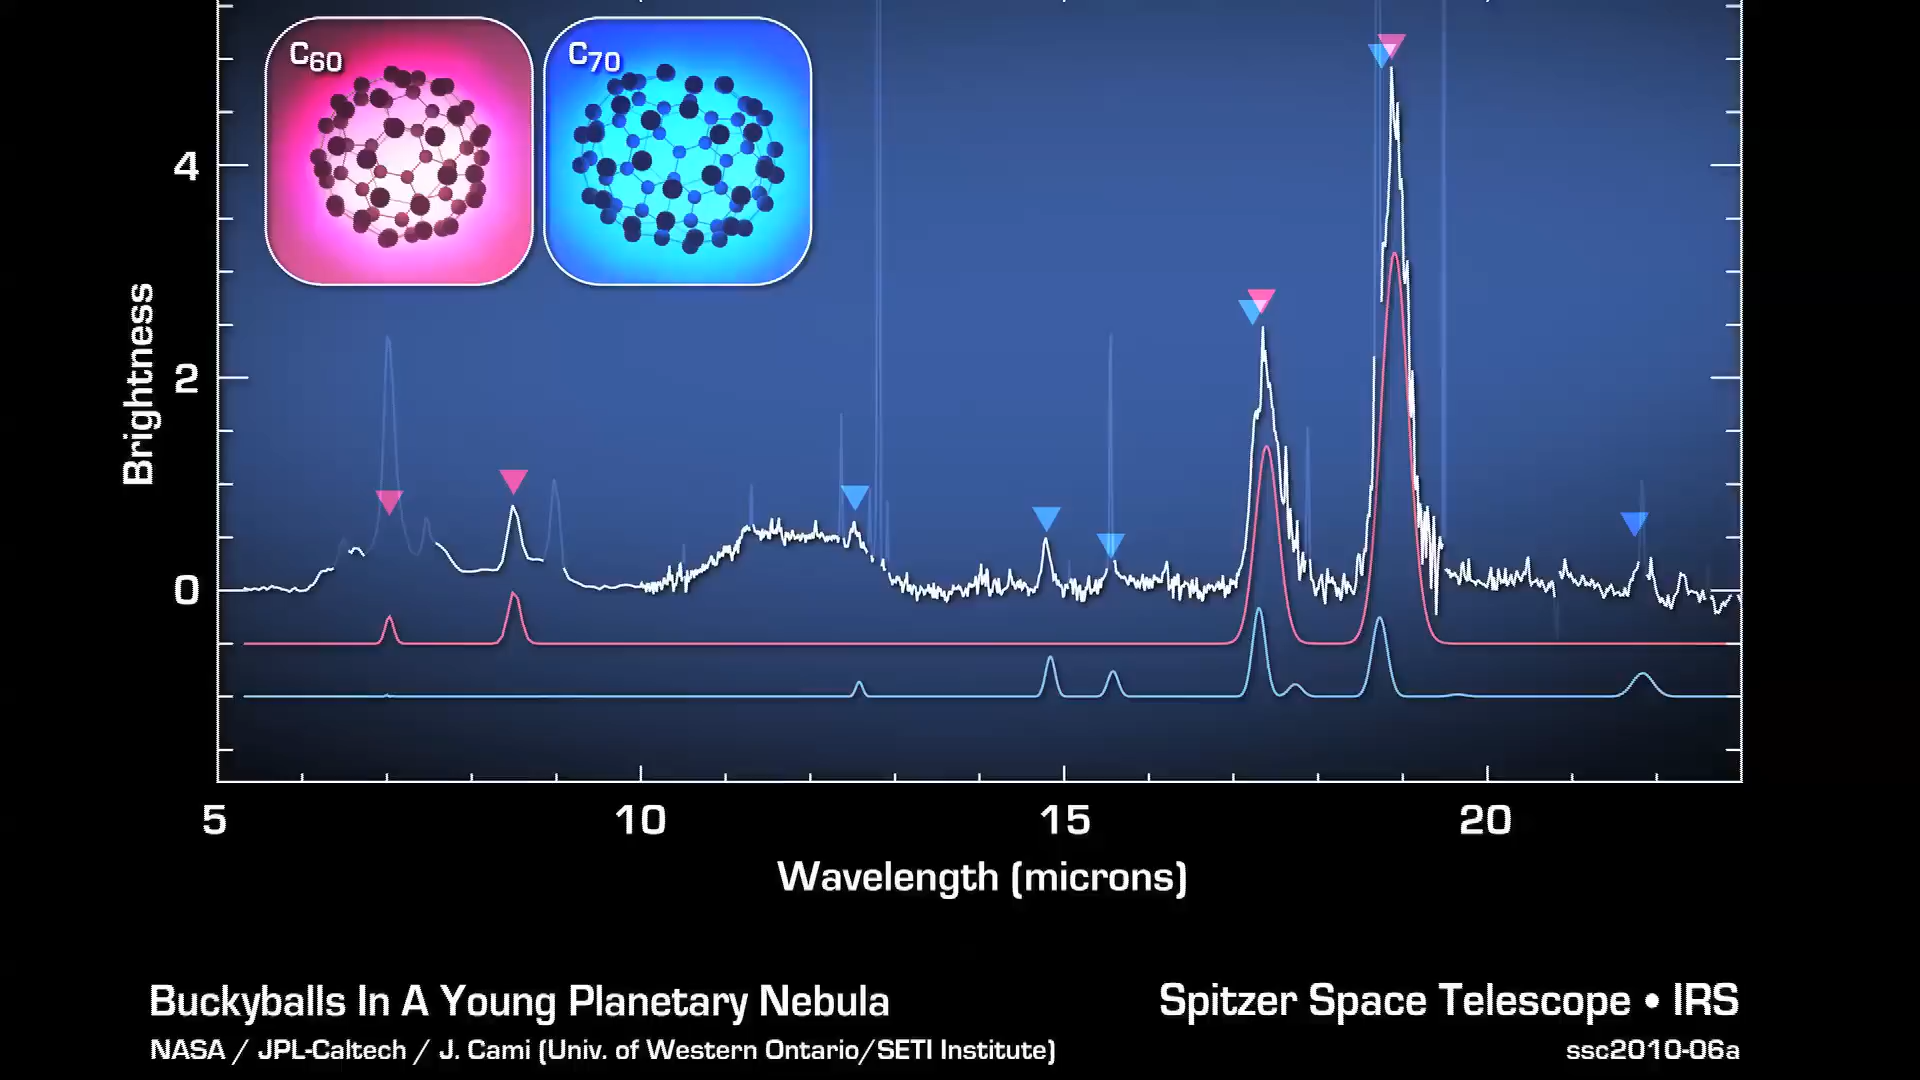 C60
C70
4
2
0
Brightness
5
10
15
20
Wavelength (microns)
Buckyballs In A Young Planetary Nebula
NASA / JPL-Caltech / J. Cami (Univ. of Western Ontario/SETI Institute)
Spitzer Space Telescope • IRS
ssc2010-06a